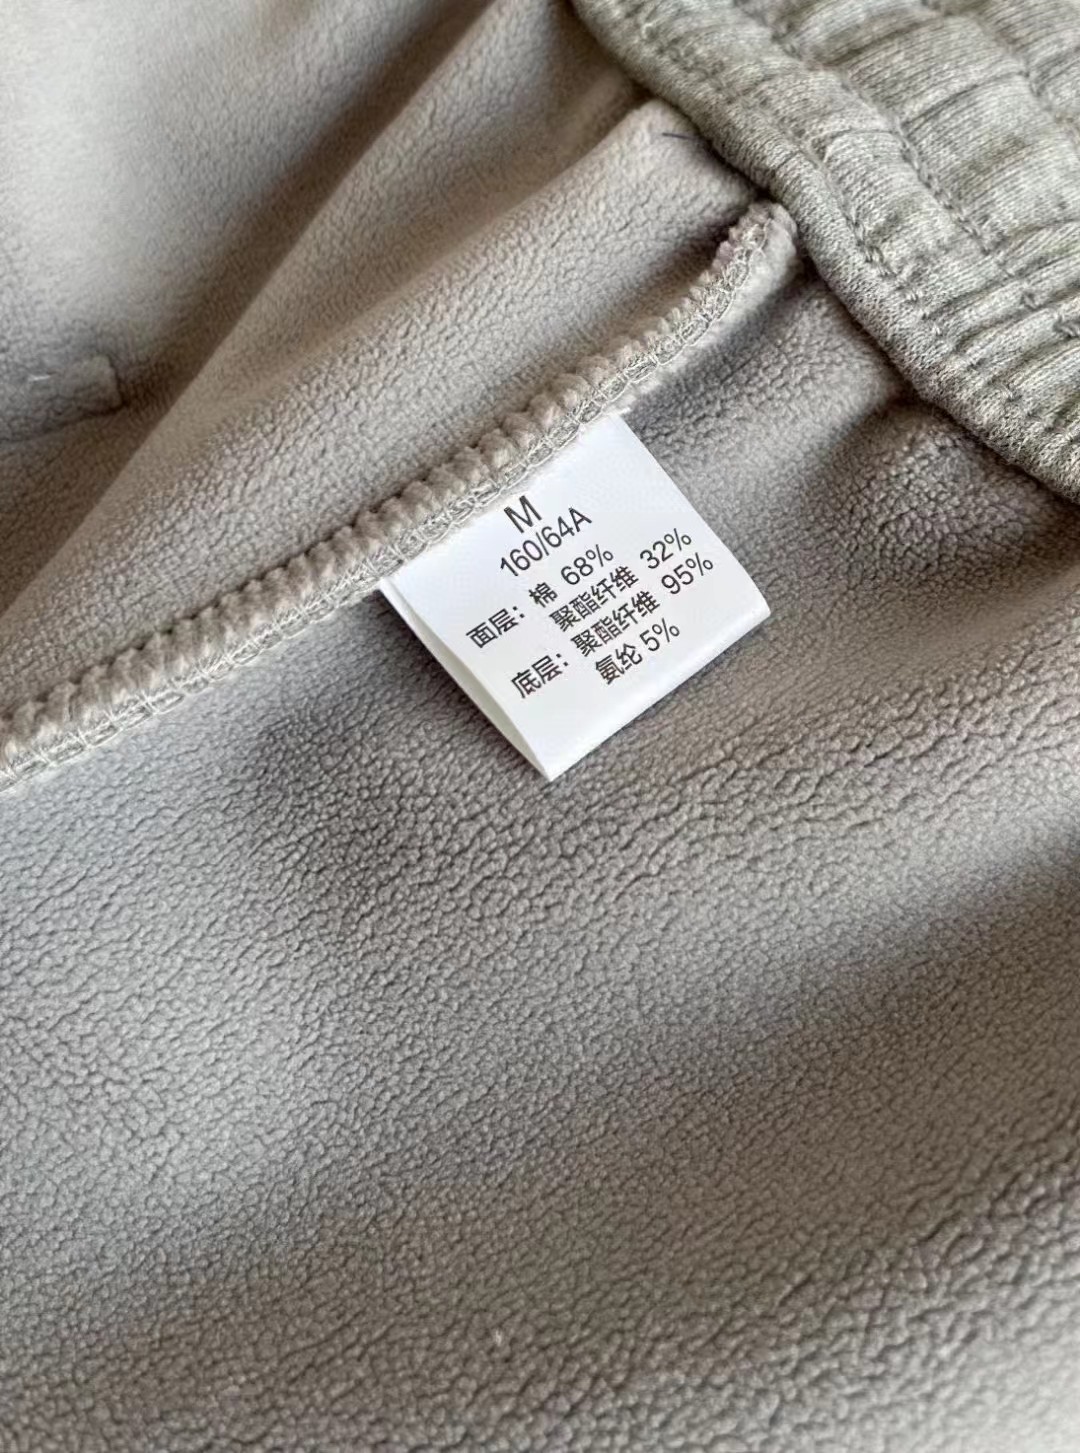 M
160/64A
面层：棉 68%
聚酯纤维 32%
底层：聚酯纤维 95%
氨纶 5%